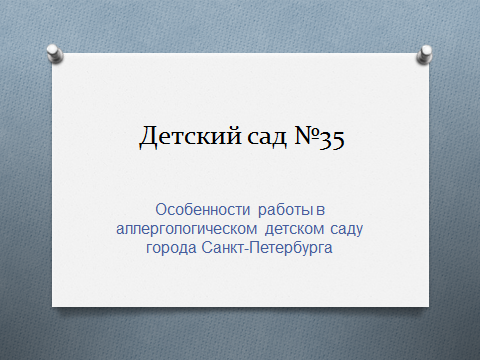 Детский сад №35
Особенности работы в
аллергологическом детском саду
города Санкт-Петербурга